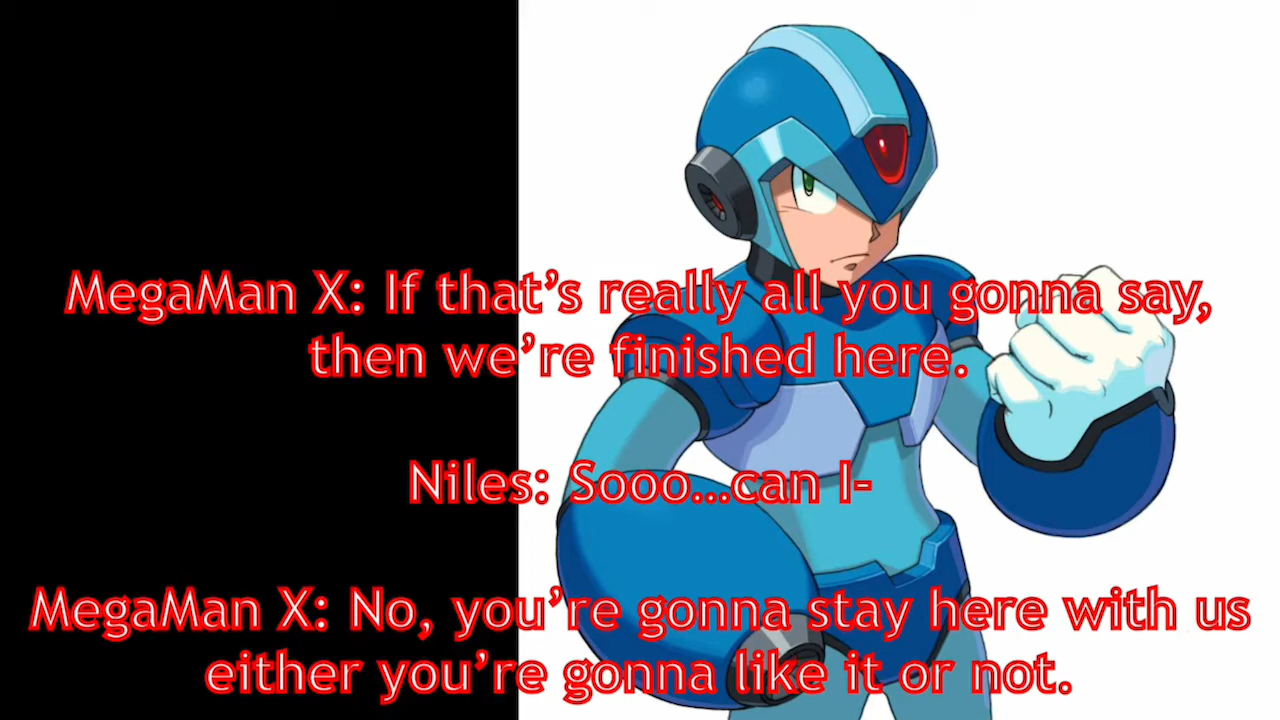 MegaMan X: If that's really all you gonna say,
then we're finished here.
Niles: Sooo...can I-
MegaMan X: No, you're gonna stay here with us
either you're gonna like it or not.